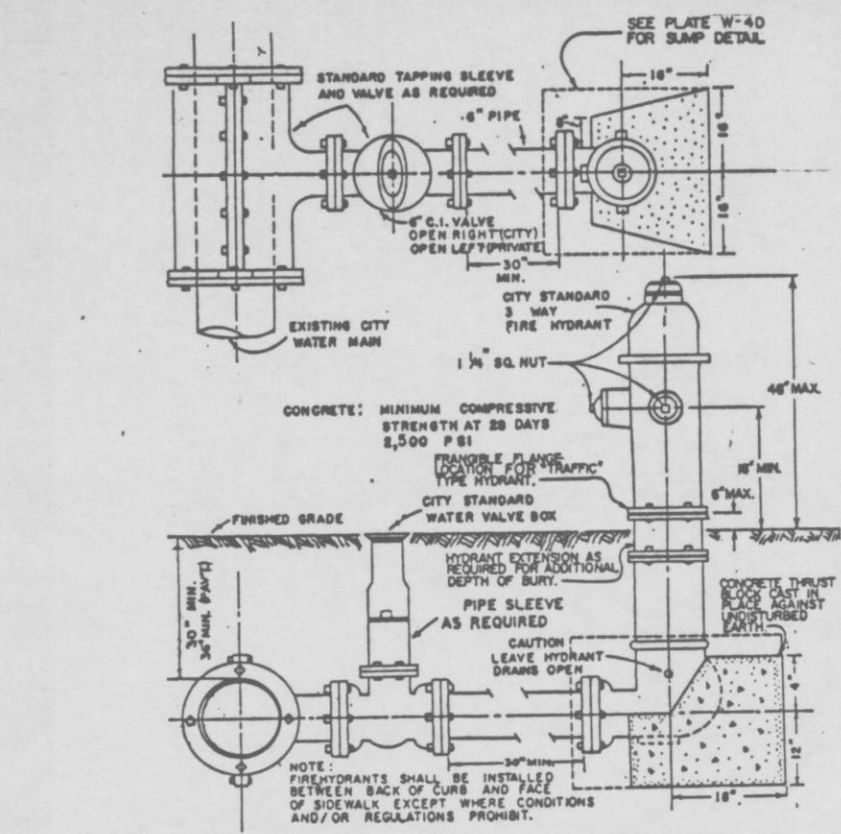 SEE PLATE W-40
FOR SUMP DETAIL
18"
STANDARD TAPPING SLEEVE
AND VALVE AS REQUIRED
6" PIPE
6"
16"
16"
6" C.I. VALVE
OPEN RIGHT (CITY)
OPEN LEFT (PRIVATE)
30"
MIN.
EXISTING CITY
WATER MAIN
CITY STANDARD
3 WAY
FIRE HYDRANT
1 1/4" SQ. NUT
48" MAX.
CONCRETE: MINIMUM COMPRESSIVE
STRENGTH AT 28 DAYS
2,500 PSI
18" MIN.
FRANGIBLE FLANGE
LOCATION FOR "TRAFFIC"
TYPE HYDRANT.
6" MAX.
CITY STANDARD
WATER VALVE BOX
FINISHED GRADE
HYDRANT EXTENSION AS
REQUIRED FOR ADDITIONAL
DEPTH OF BURY.
30" MIN.
36" MIN. (PAV'T.)
PIPE SLEEVE
AS REQUIRED
CONCRETE THRUST
BLOCK CAST IN
PLACE AGAINST
UNDISTURBED
EARTH
CAUTION
LEAVE HYDRANT
DRAINS OPEN
4"
12"
30" MIN.
18"
NOTE:
FIREHYDRANTS SHALL BE INSTALLED
BETWEEN BACK OF CURB AND FACE
OF SIDEWALK EXCEPT WHERE CONDITIONS
AND/OR REGULATIONS PROHIBIT.